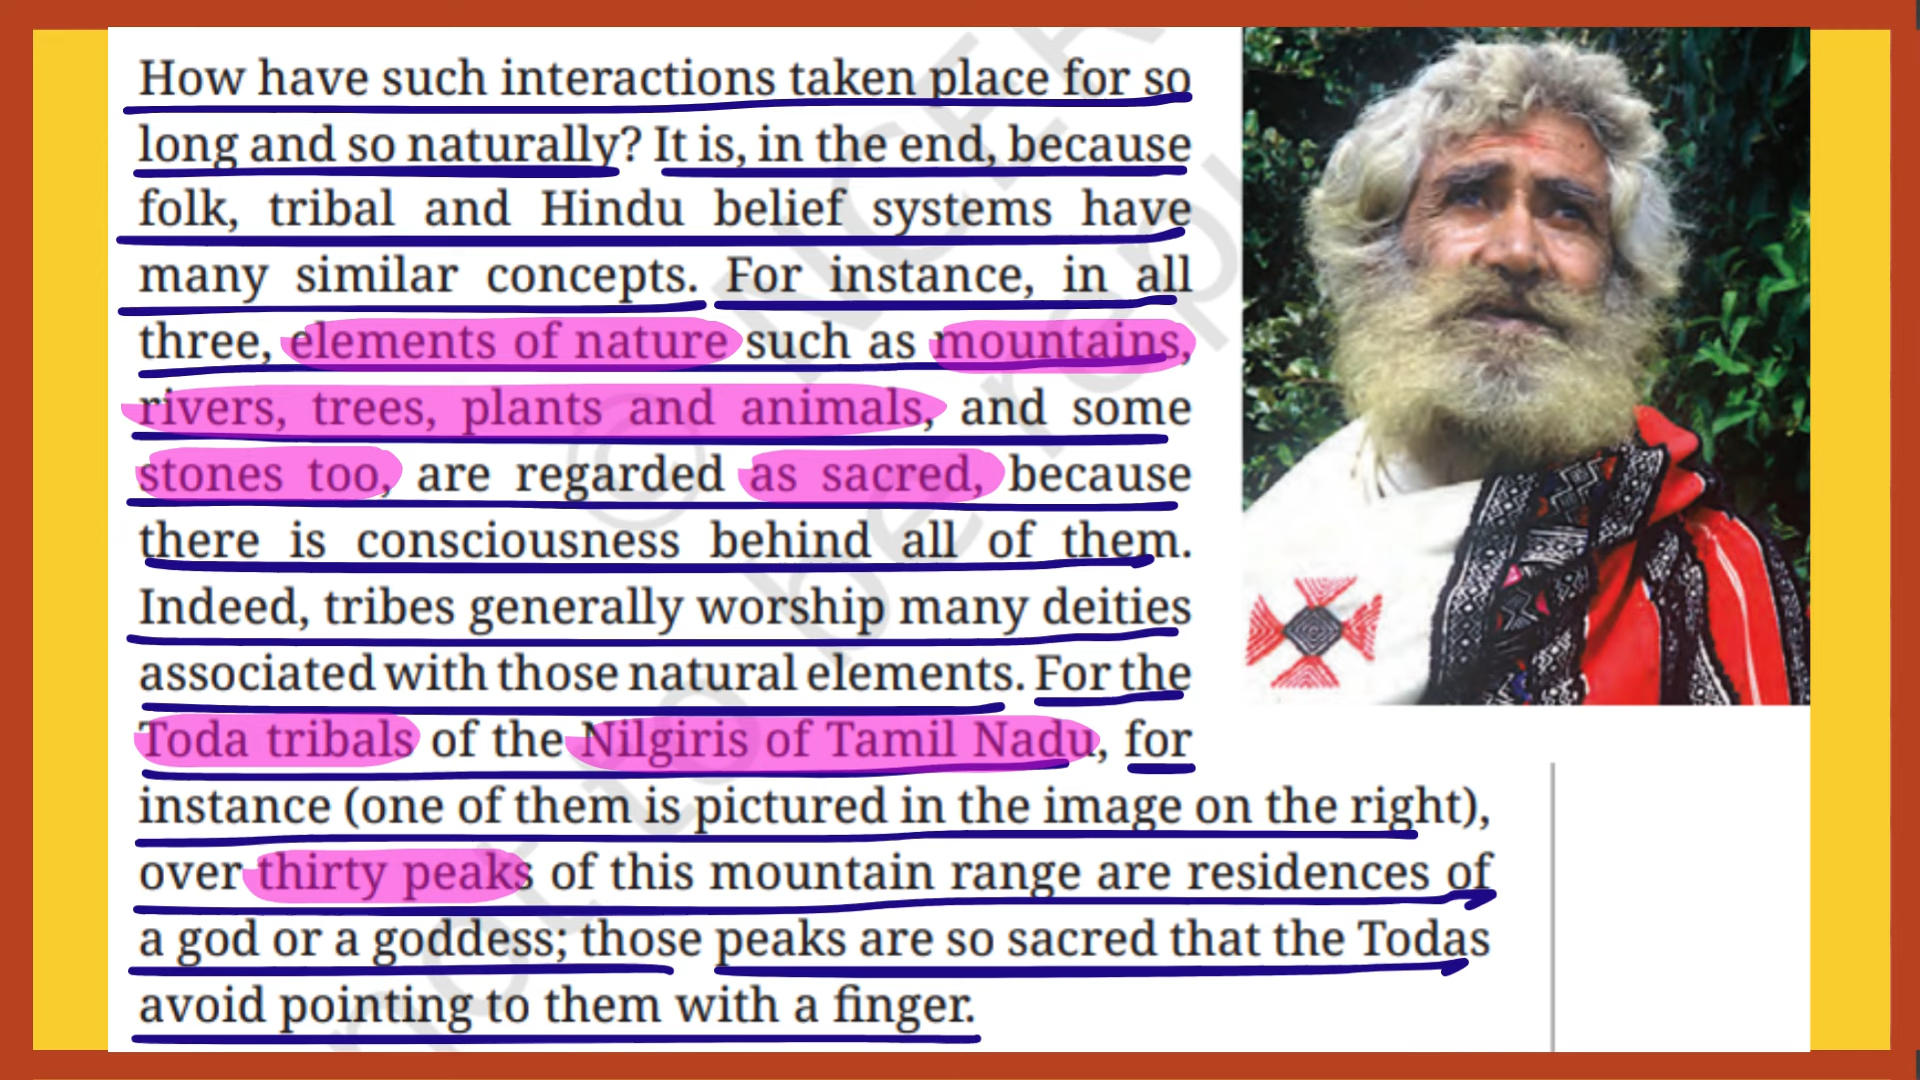 How have such interactions taken place for so
long and so naturally? It is, in the end, because
folk, tribal and Hindu belief systems have
many similar concepts. For instance, in all
three, elements of nature such as mountains,
rivers, trees, plants and animals, and some
stones too, are regarded as sacred, because
there is consciousness behind all of them.
Indeed, tribes generally worship many deities
associated with those natural elements. For the
Toda tribals of the Nilgiris of Tamil Nadu, for
instance (one of them is pictured in the image on the right),
over thirty peaks of this mountain range are residences of
a god or a goddess; those peaks are so sacred that the Todas
avoid pointing to them with a finger.
© NCERT
not to be republ